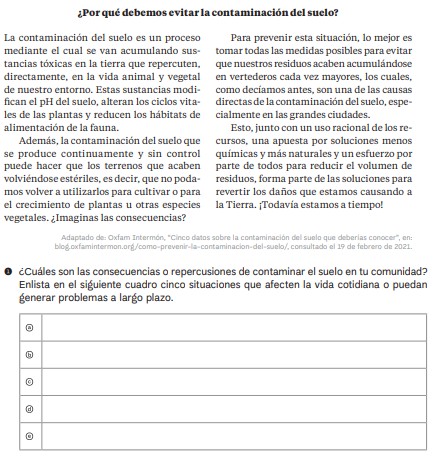 ¿Por qué debemos evitar la contaminación del suelo?
La contaminación del suelo es un proceso
mediante el cual se van acumulando sus-
tancias tóxicas en la tierra que repercuten,
directamente, en la vida animal y vegetal
de nuestro entorno. Estas sustancias modi-
fican el pH del suelo, alteran los ciclos vita-
les de las plantas y reducen los hábitats de
alimentación de la fauna.
Además, la contaminación del suelo que
se produce continuamente y sin control
puede hacer que los terrenos que acaben
volviéndose estériles, es decir, que no poda-
mos volver a utilizarlos para cultivar o para
el crecimiento de plantas u otras especies
vegetales. ¿Imaginas las consecuencias?
Para prevenir esta situación, lo mejor es
tomar todas las medidas posibles para evitar
que nuestros residuos acaben acumulándose
en vertederos cada vez mayores, los cuales,
como decíamos antes, son una de las causas
directas de la contaminación del suelo, espe-
cialmente en las grandes ciudades.
Esto, junto con un uso racional de los re-
cursos, una apuesta por soluciones menos
químicas y más naturales y un esfuerzo por
parte de todos para reducir el volumen de
residuos, forma parte de las soluciones para
revertir los daños que estamos causando a
la Tierra. ¡Todavía estamos a tiempo!
Adaptado de: Oxfam Intermón, "Cinco datos sobre la contaminación del suelo que deberías conocer", en:
blog.oxfamintermon.org/como-prevenir-la-contaminacion-del-suelo/, consultado el 19 de febrero de 2021.
1 ¿Cuáles son las consecuencias o repercusiones de contaminar el suelo en tu comunidad?
Enlista en el siguiente cuadro cinco situaciones que afecten la vida cotidiana o puedan
generar problemas a largo plazo.
a
b
c
d
e